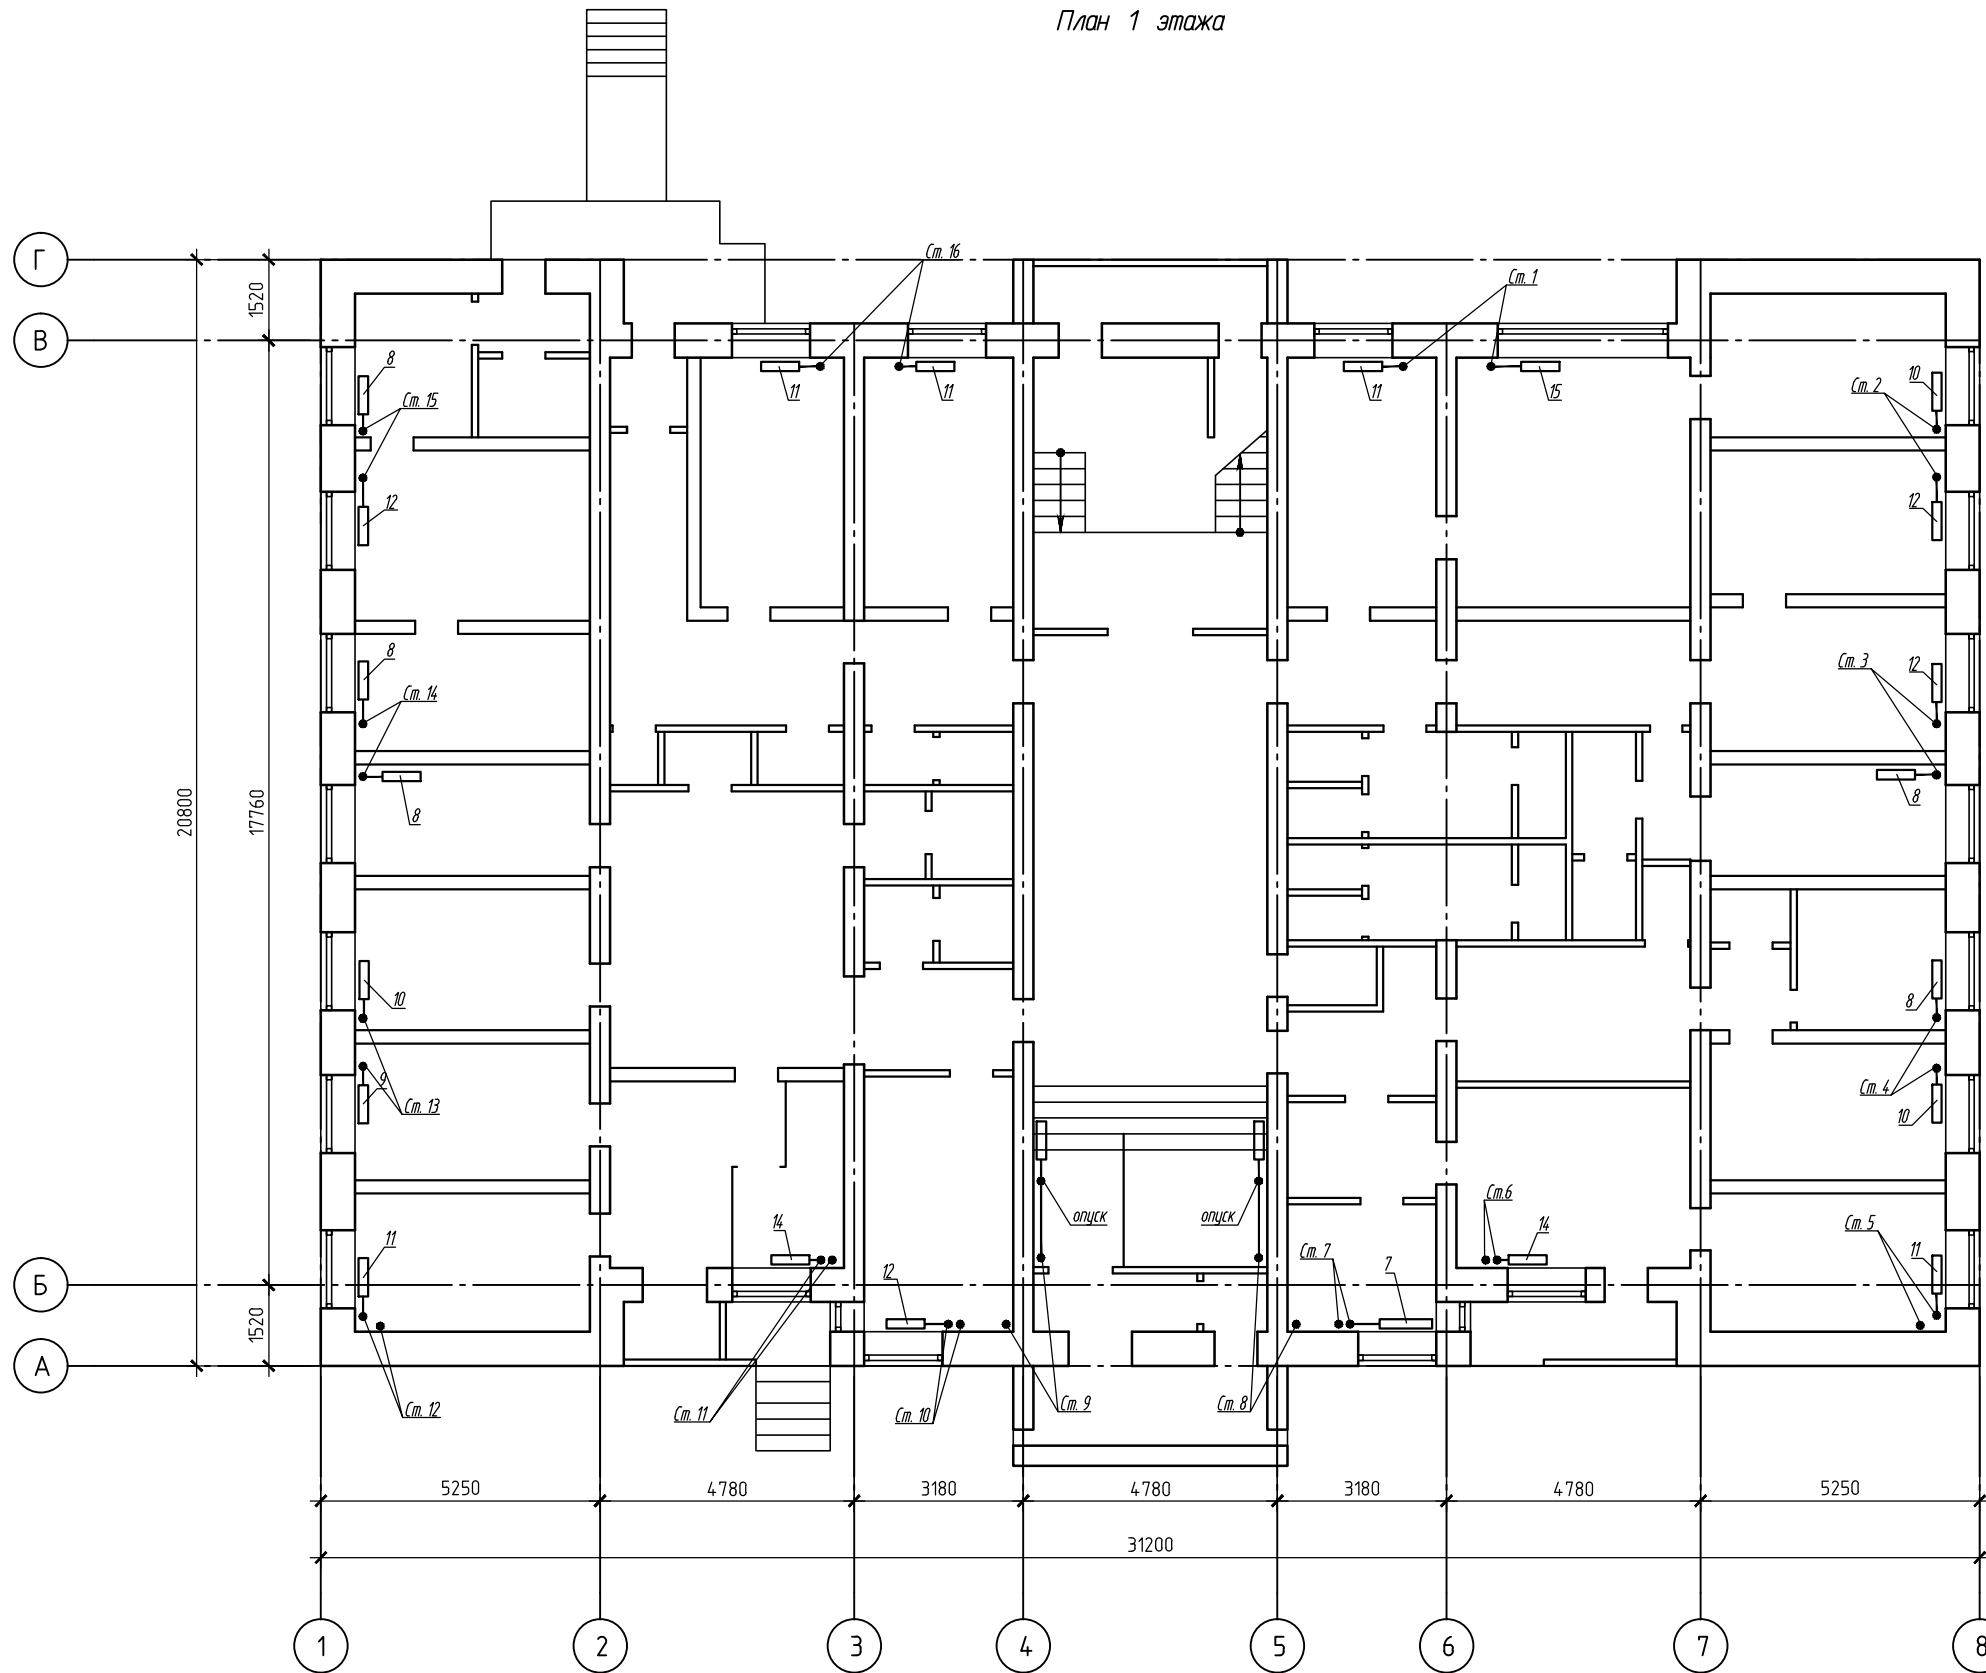 План 1 этажа
Г
В
Б
А
1520
17760
20800
1520
Ст. 16
Ст. 1
11
11
11
15
8
Ст. 15
12
10
Ст. 2
12
8
Ст. 14
8
12
Ст. 3
8
10
9
Ст. 13
8
Ст. 4
10
11
14
12
опуск
опуск
Ст. 7
7
Ст.6
14
Ст. 5
11
Ст. 12
Ст. 11
Ст. 10
Ст. 9
Ст. 8
5250
4780
3180
4780
3180
4780
5250
31200
1
2
3
4
5
6
7
8